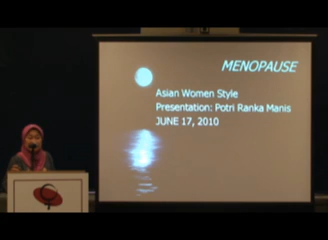 MENOPAUSE
Asian Women Style
Presentation: Potri Ranka Manis
JUNE 17, 2010